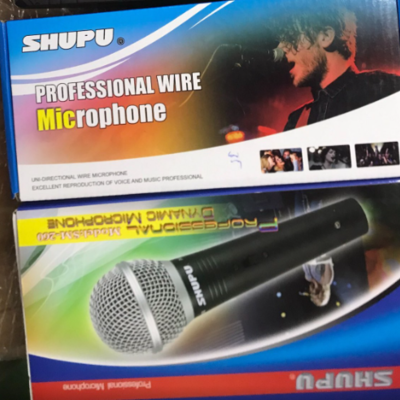 SHUPU®
PROFESSIONAL WIRE
Microphone
UNI-DIRECTIONAL WIRE MICROPHONE
EXCELLENT REPRODUCTION OF VOICE AND MUSIC PROFESSIONAL
PROFESSIONAL
DYNAMIC MICROPHONE
SHUPU
Professional Microphone
SHUPU®